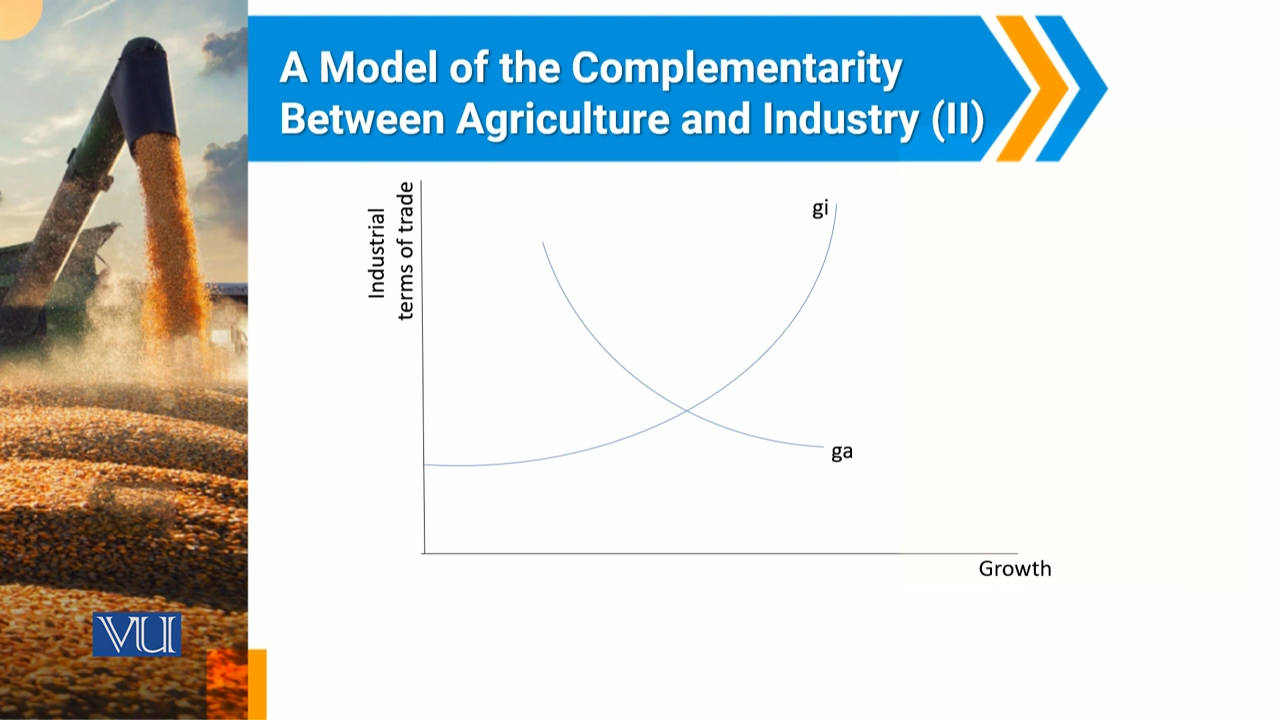 A Model of the Complementarity
Between Agriculture and Industry (II)
Industrial
terms of trade
gi
ga
Growth
VU